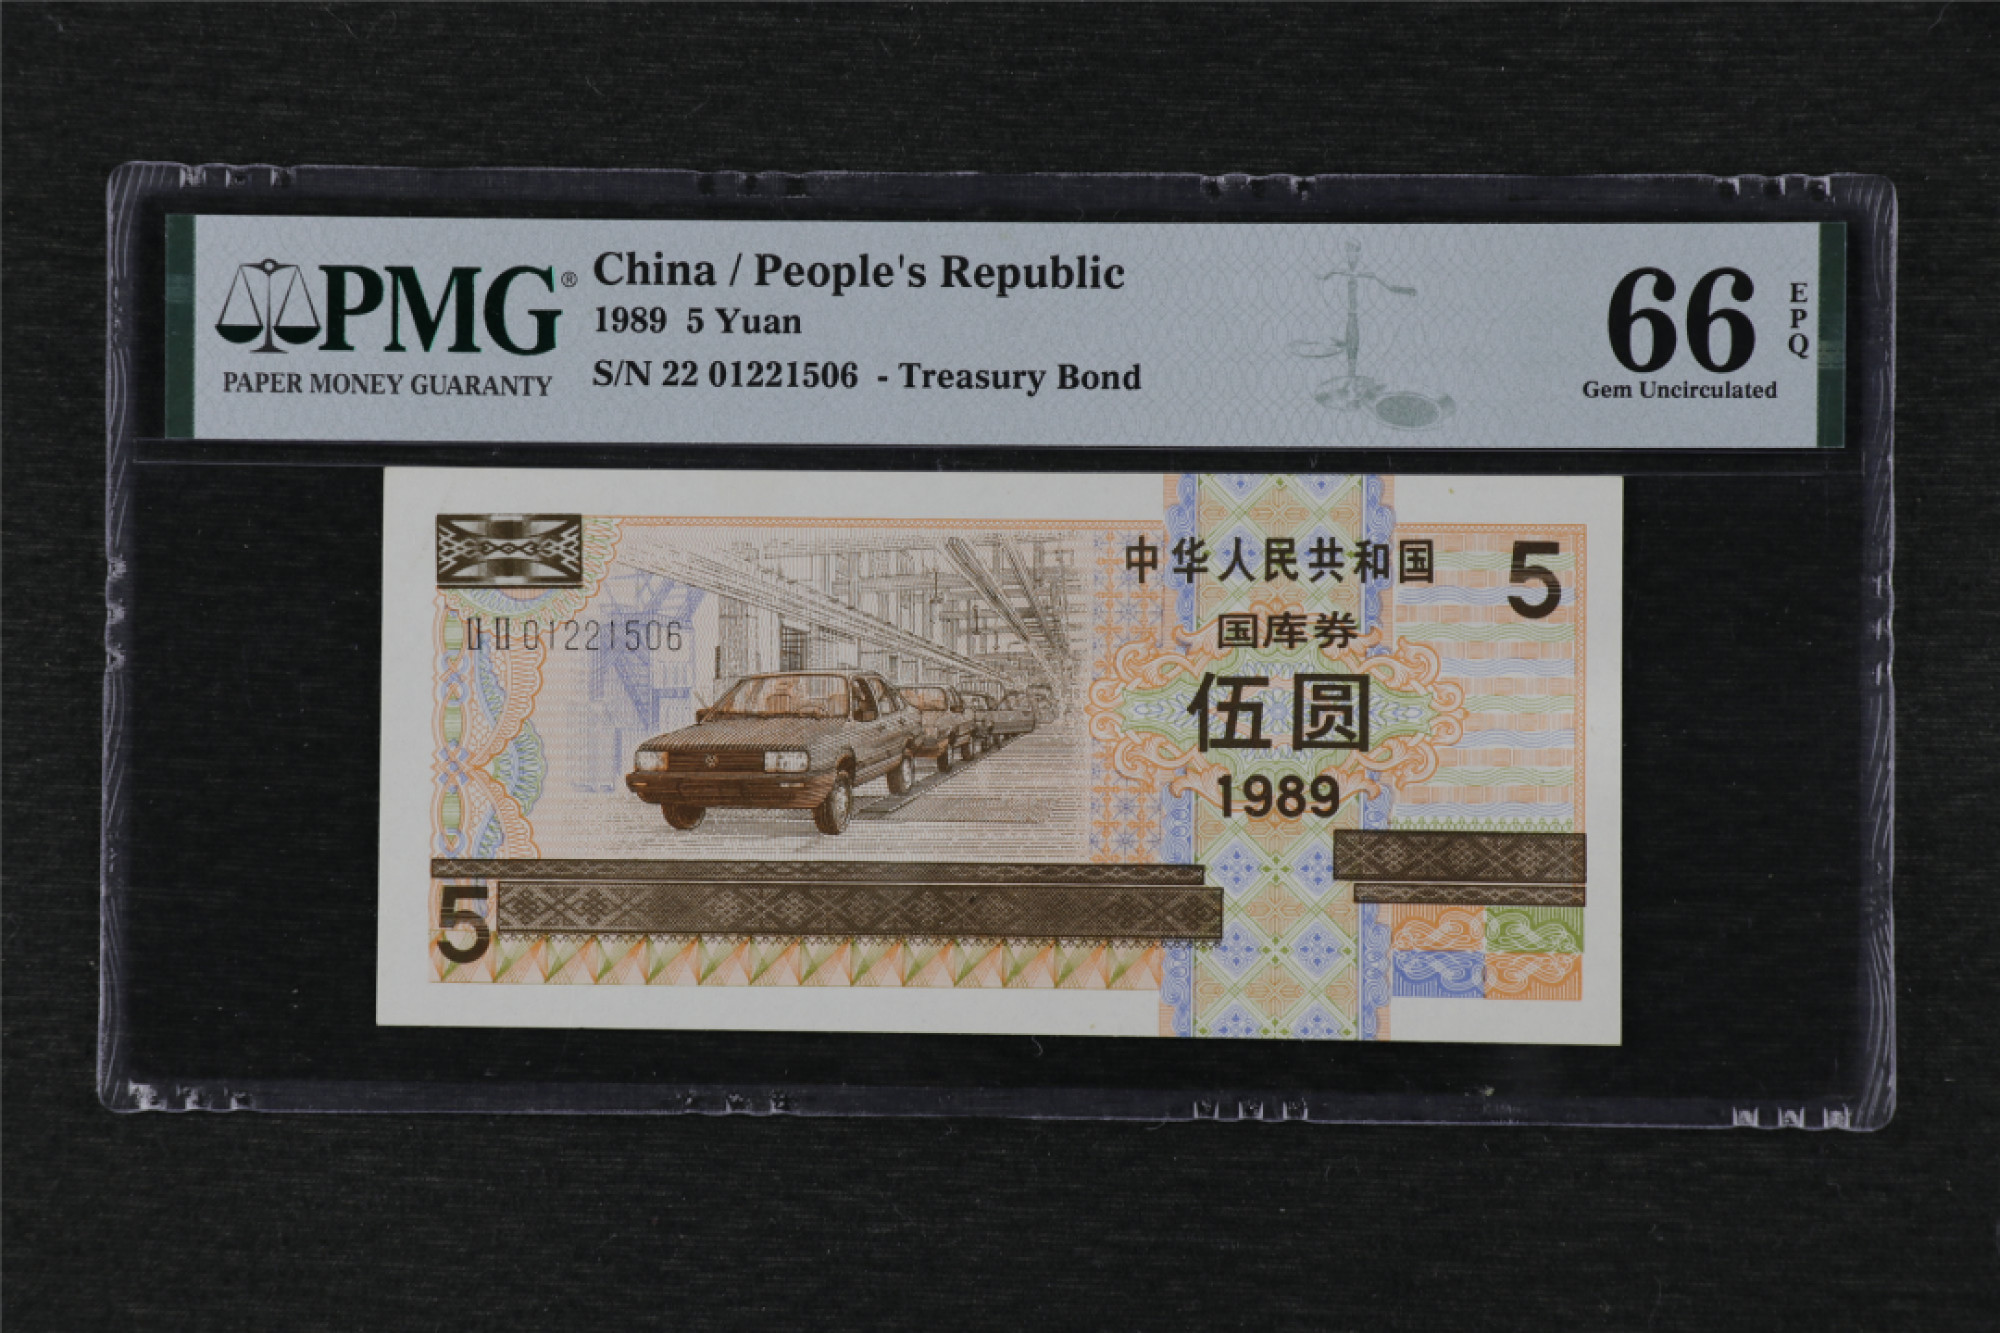 PMG®
PAPER MONEY GUARANTY
China / People's Republic
1989 5 Yuan
S/N 22 01221506 - Treasury Bond
66
EPQ
Gem Uncirculated
中华人民共和国
5
国库券
01221506
伍圆
1989
5